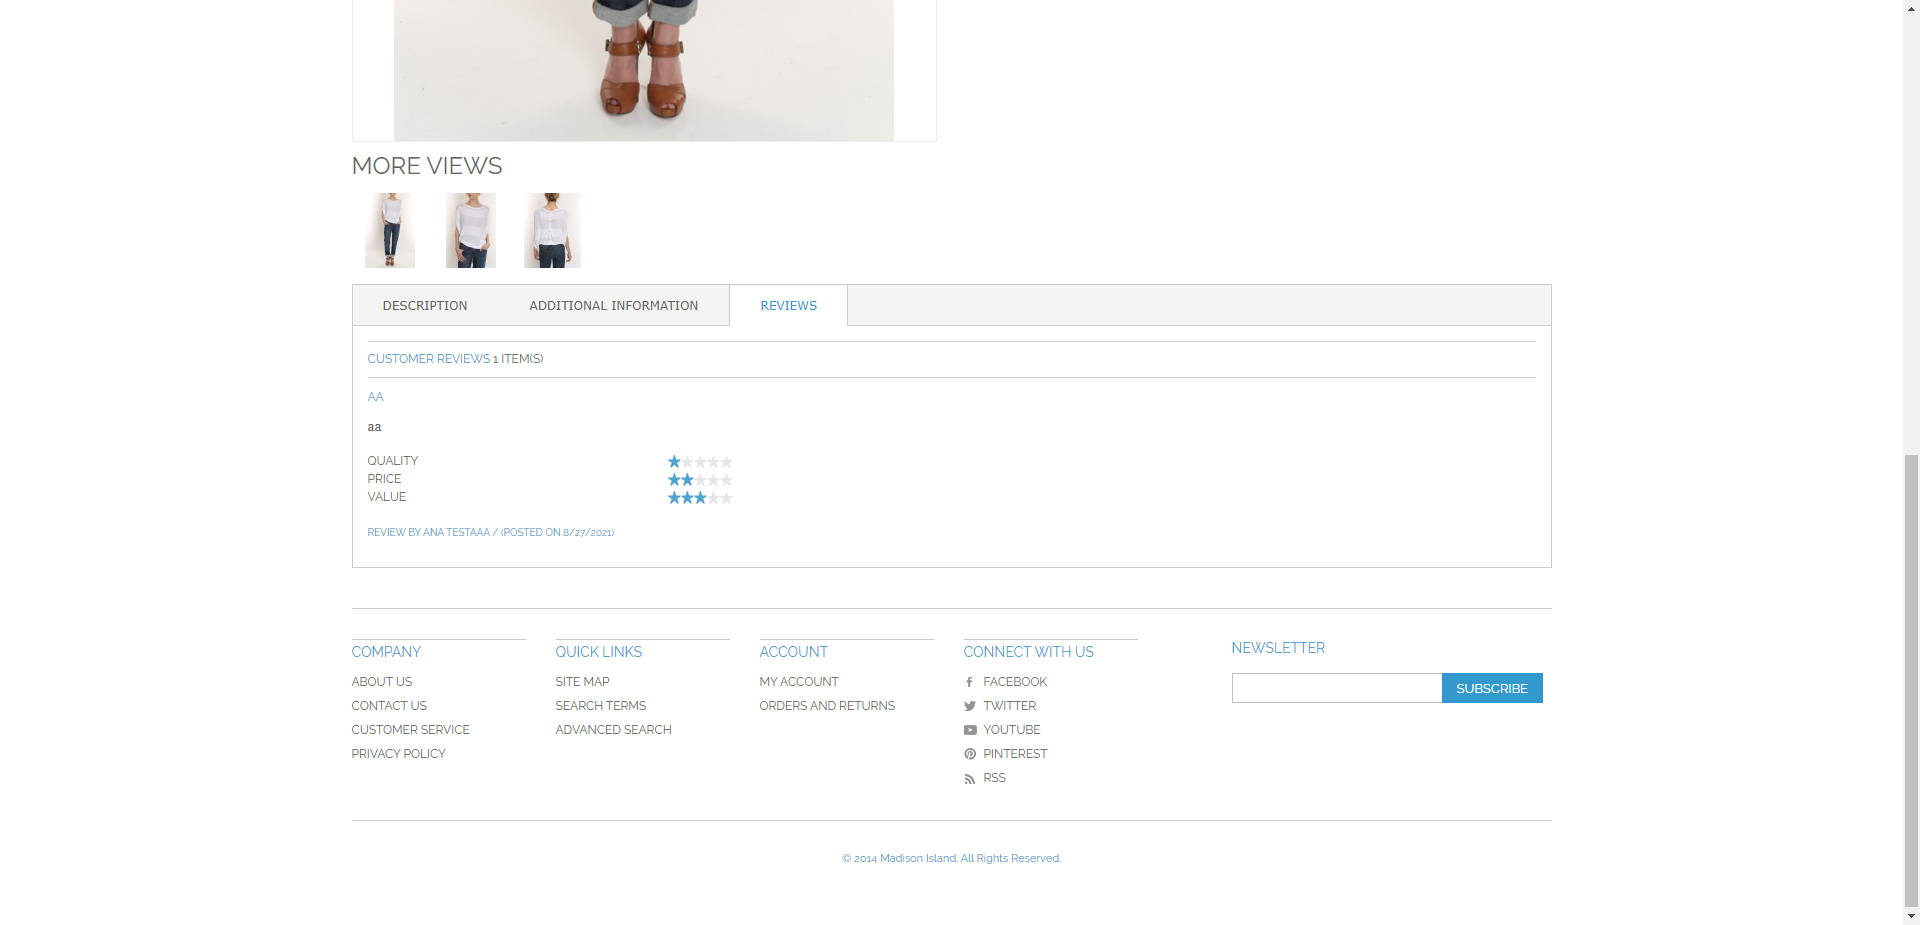 MORE VIEWS
DESCRIPTION ADDITIONAL INFORMATION REVIEWS
CUSTOMER REVIEWS 1 ITEM(S)
AA
aa
QUALITY
PRICE
VALUE
REVIEW BY ANA TESTAAA / (POSTED ON 8/27/2021)
COMPANY
ABOUT US
CONTACT US
CUSTOMER SERVICE
PRIVACY POLICY
QUICK LINKS
SITE MAP
SEARCH TERMS
ADVANCED SEARCH
ACCOUNT
MY ACCOUNT
ORDERS AND RETURNS
CONNECT WITH US
FACEBOOK
TWITTER
YOUTUBE
PINTEREST
RSS
NEWSLETTER
SUBSCRIBE
© 2014 Madison Island. All Rights Reserved.